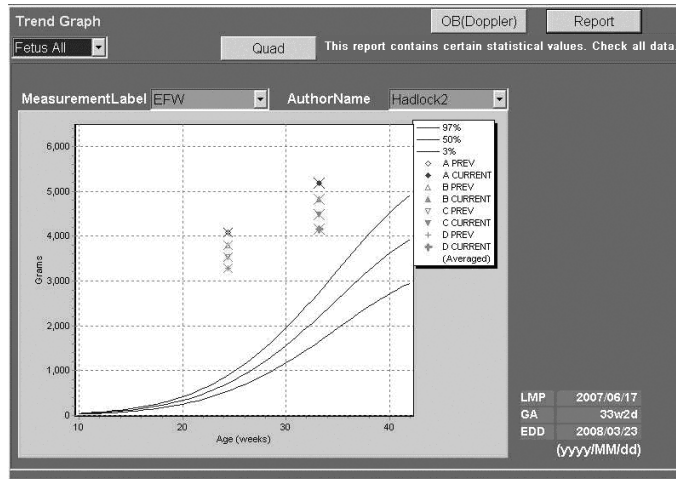 Trend Graph
OB(Doppler)
Report
Fetus All
Quad
This report contains certain statistical values. Check all data.
MeasurementLabel EFW
AuthorName Hadlock2
97%
50%
3%
A PREV
A CURRENT
B PREV
B CURRENT
C PREV
C CURRENT
D PREV
D CURRENT
(Averaged)
6,000
5,000
4,000
3,000
2,000
1,000
0
Grams
10 20 30 40
Age (weeks)
LMP 2007/06/17
GA 33w2d
EDD 2008/03/23
(yyyy/MM/dd)